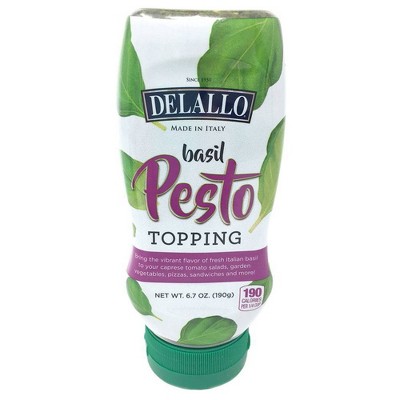 SINCE 1950
DELALLO
MADE IN ITALY
basil
Pesto
TOPPING
Bring the vibrant flavor of fresh Italian basil
to your caprese tomato salads, garden
vegetables, pizzas, sandwiches and more!
NET WT. 6.7 OZ. (190g)
190
CALORIES